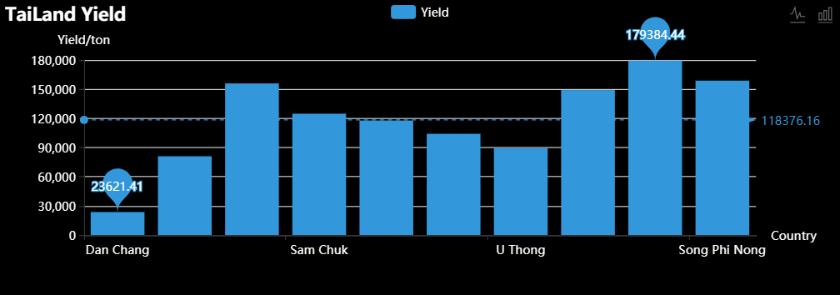 TaiLand Yield
Yield
Yield/ton
179384.44
180,000
150,000
120,000
118376.16
90,000
60,000
23621.41
30,000
0
Dan Chang
Sam Chuk
U Thong
Song Phi Nong
Country